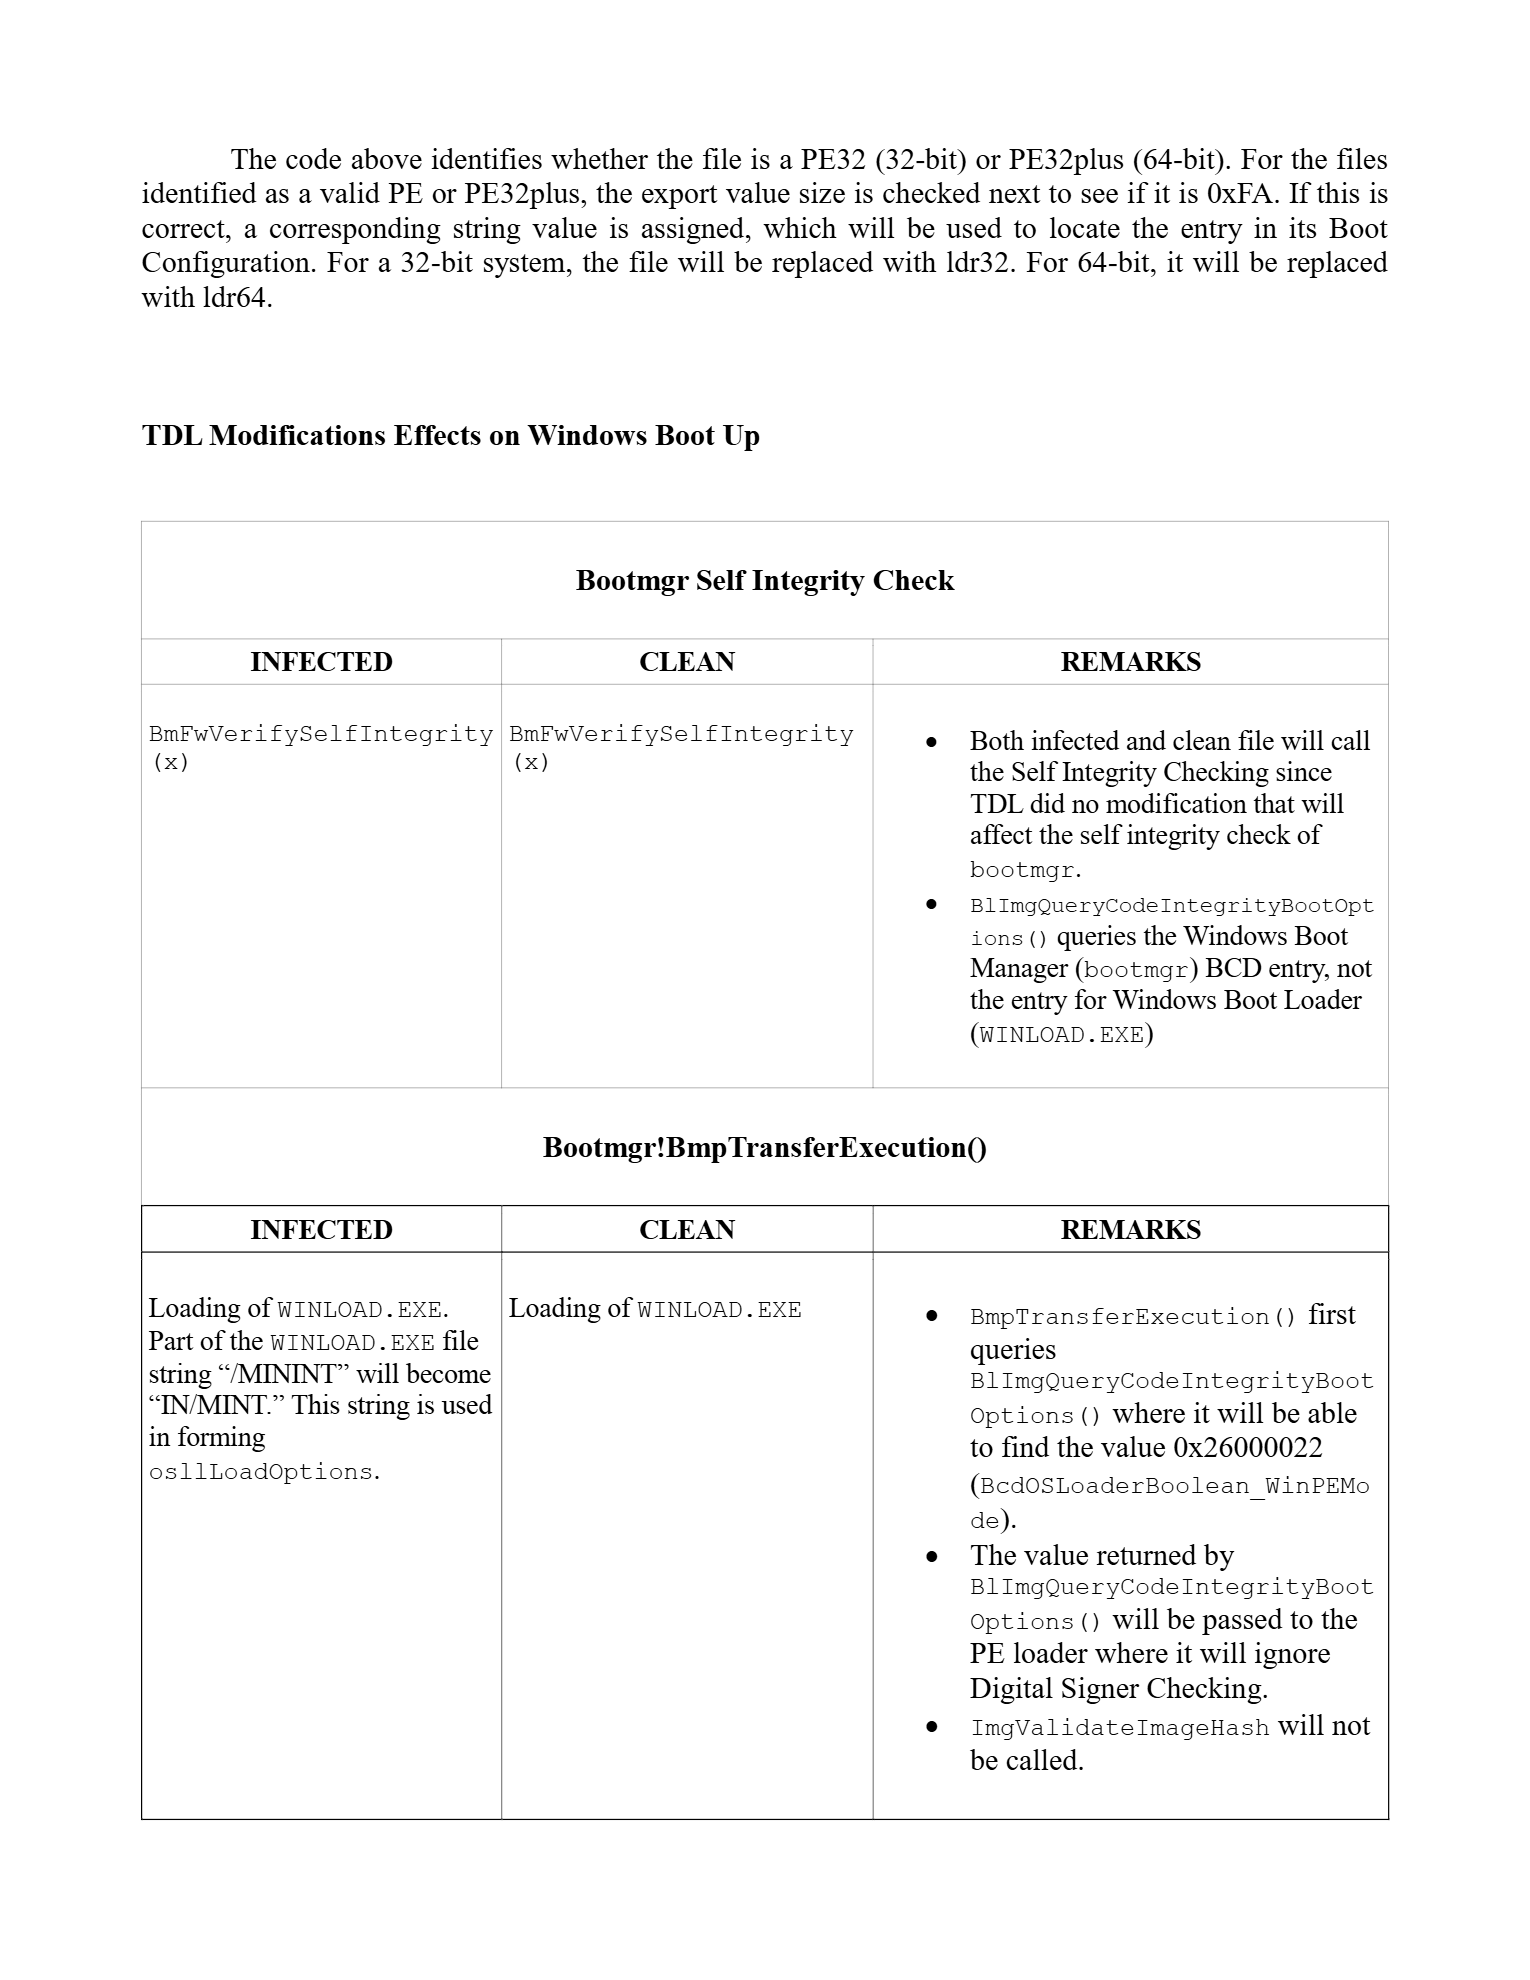 The code above identifies whether the file is a PE32 (32-bit) or PE32plus (64-bit). For the files
identified as a valid PE or PE32plus, the export value size is checked next to see if it is 0xFA. If this is
correct, a corresponding string value is assigned, which will be used to locate the entry in its Boot
Configuration. For a 32-bit system, the file will be replaced with ldr32. For 64-bit, it will be replaced
with ldr64.
TDL Modifications Effects on Windows Boot Up
Bootmgr Self Integrity Check
INFECTED
CLEAN
REMARKS
BmFwVerifySelfIntegrity
(x)
BmFwVerifySelfIntegrity
(x)
• Both infected and clean file will call
the Self Integrity Checking since
TDL did no modification that will
affect the self integrity check of
bootmgr.
• BlImgQueryCodeIntegrityBootOpt
ions() queries the Windows Boot
Manager (bootmgr) BCD entry, not
the entry for Windows Boot Loader
(WINLOAD.EXE)
Bootmgr!BmpTransferExecution()
INFECTED
CLEAN
REMARKS
Loading of WINLOAD.EXE.
Part of the WINLOAD.EXE file
string “/MININT” will become
“IN/MINT.” This string is used
in forming
osllLoadOptions.
Loading of WINLOAD.EXE
• BmpTransferExecution() first
queries
BlImgQueryCodeIntegrityBoot
Options() where it will be able
to find the value 0x26000022
(BcdOSLoaderBoolean_WinPEMo
de).
• The value returned by
BlImgQueryCodeIntegrityBoot
Options() will be passed to the
PE loader where it will ignore
Digital Signer Checking.
• ImgValidateImageHash will not
be called.